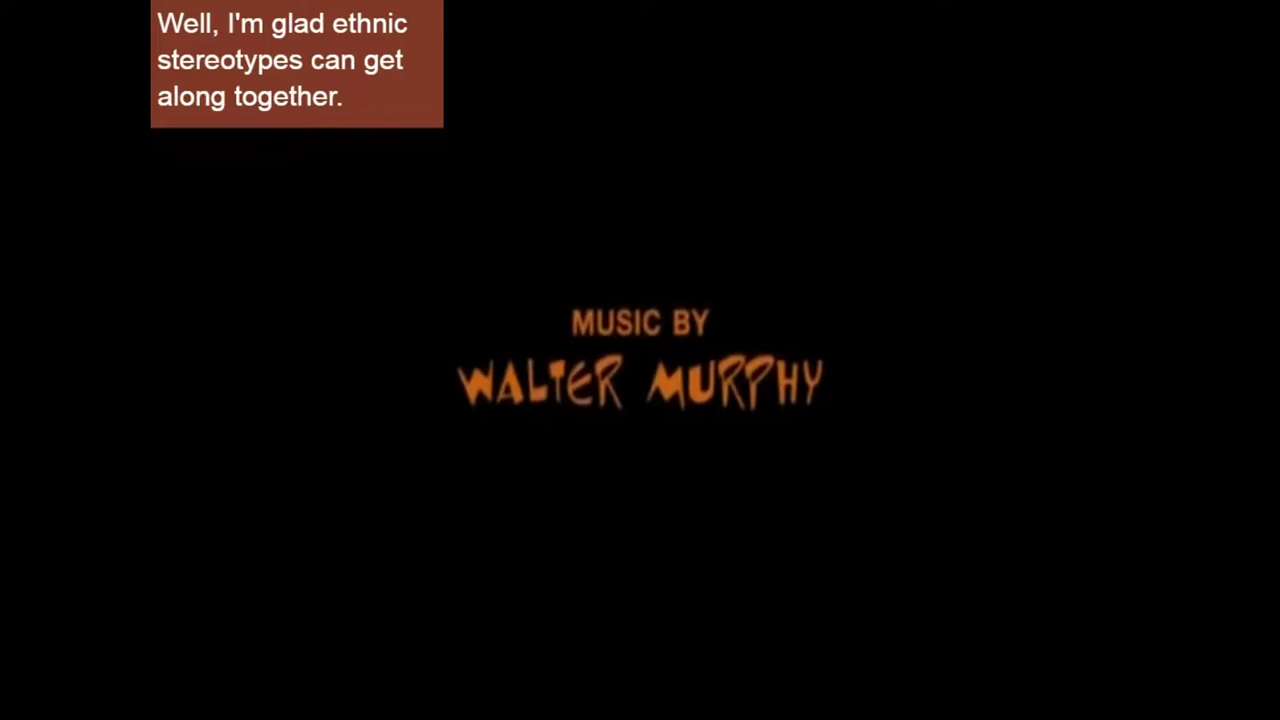 Well, I'm glad ethnic
stereotypes can get
along together.
MUSIC BY
WALTER MURPHY